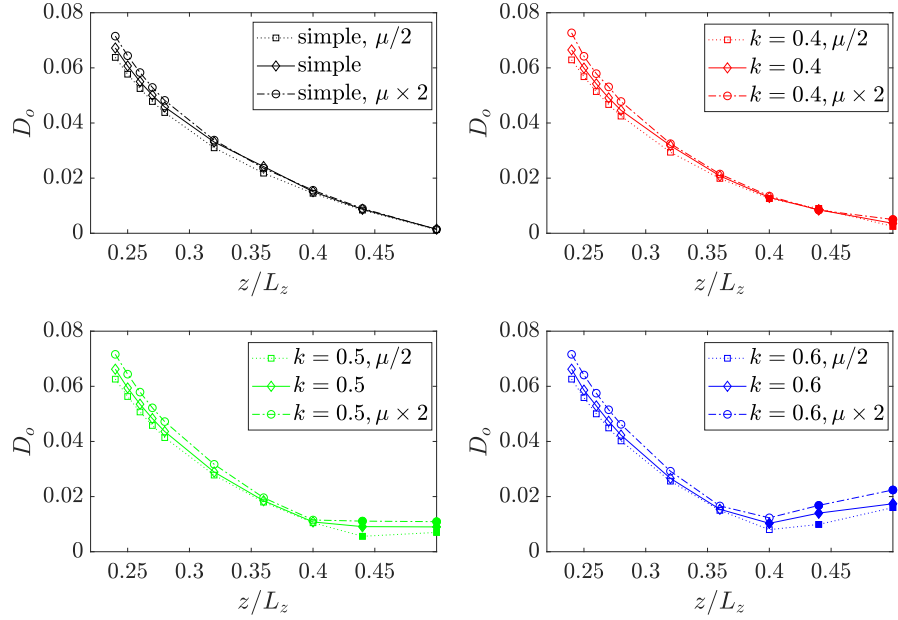 0.08
0.06
0.04
0.02
0
D_o
0.25 0.3 0.35 0.4 0.45
z/L_z
simple, μ/2
simple
simple, μ × 2
0.08
0.06
0.04
0.02
0
D_o
0.25 0.3 0.35 0.4 0.45
z/L_z
k = 0.4, μ/2
k = 0.4
k = 0.4, μ × 2
0.08
0.06
0.04
0.02
0
D_o
0.25 0.3 0.35 0.4 0.45
z/L_z
k = 0.5, μ/2
k = 0.5
k = 0.5, μ × 2
0.08
0.06
0.04
0.02
0
D_o
0.25 0.3 0.35 0.4 0.45
z/L_z
k = 0.6, μ/2
k = 0.6
k = 0.6, μ × 2